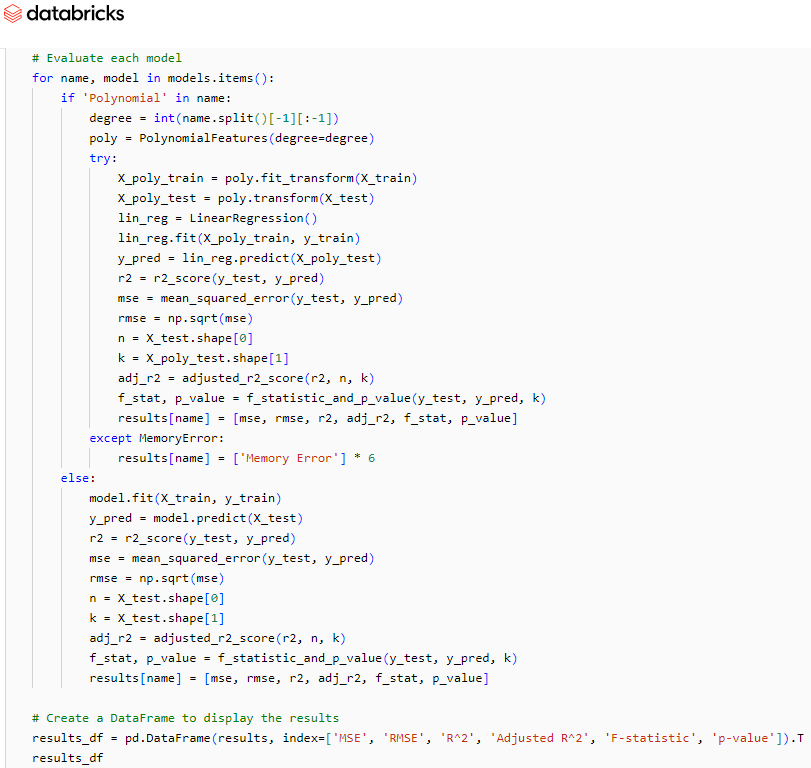 databricks
# Evaluate each model
for name, model in models.items():
    if 'Polynomial' in name:
        degree = int(name.split()[-1][:-1])
        poly = PolynomialFeatures(degree=degree)
        try:
            X_poly_train = poly.fit_transform(X_train)
            X_poly_test = poly.transform(X_test)
            lin_reg = LinearRegression()
            lin_reg.fit(X_poly_train, y_train)
            y_pred = lin_reg.predict(X_poly_test)
            r2 = r2_score(y_test, y_pred)
            mse = mean_squared_error(y_test, y_pred)
            rmse = np.sqrt(mse)
            n = X_test.shape[0]
            k = X_poly_test.shape[1]
            adj_r2 = adjusted_r2_score(r2, n, k)
            f_stat, p_value = f_statistic_and_p_value(y_test, y_pred, k)
            results[name] = [mse, rmse, r2, adj_r2, f_stat, p_value]
        except MemoryError:
            results[name] = ['Memory Error'] * 6
    else:
        model.fit(X_train, y_train)
        y_pred = model.predict(X_test)
        r2 = r2_score(y_test, y_pred)
        mse = mean_squared_error(y_test, y_pred)
        rmse = np.sqrt(mse)
        n = X_test.shape[0]
        k = X_test.shape[1]
        adj_r2 = adjusted_r2_score(r2, n, k)
        f_stat, p_value = f_statistic_and_p_value(y_test, y_pred, k)
        results[name] = [mse, rmse, r2, adj_r2, f_stat, p_value]
# Create a DataFrame to display the results
results_df = pd.DataFrame(results, index=['MSE', 'RMSE', 'R^2', 'Adjusted R^2', 'F-statistic', 'p-value']).T
results_df